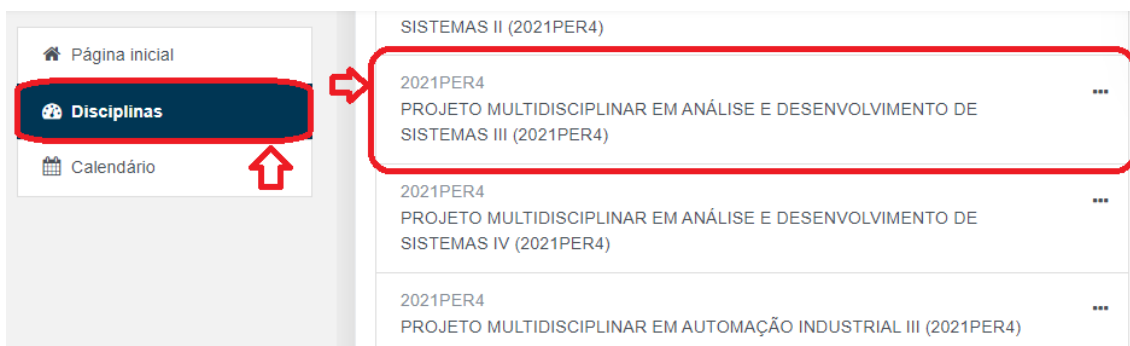 Página inicial
Disciplinas
Calendário
SISTEMAS II (2021PER4)
2021PER4
PROJETO MULTIDISCIPLINAR EM ANÁLISE E DESENVOLVIMENTO DE
SISTEMAS III (2021PER4)
2021PER4
PROJETO MULTIDISCIPLINAR EM ANÁLISE E DESENVOLVIMENTO DE
SISTEMAS IV (2021PER4)
2021PER4
PROJETO MULTIDISCIPLINAR EM AUTOMAÇÃO INDUSTRIAL III (2021PER4)